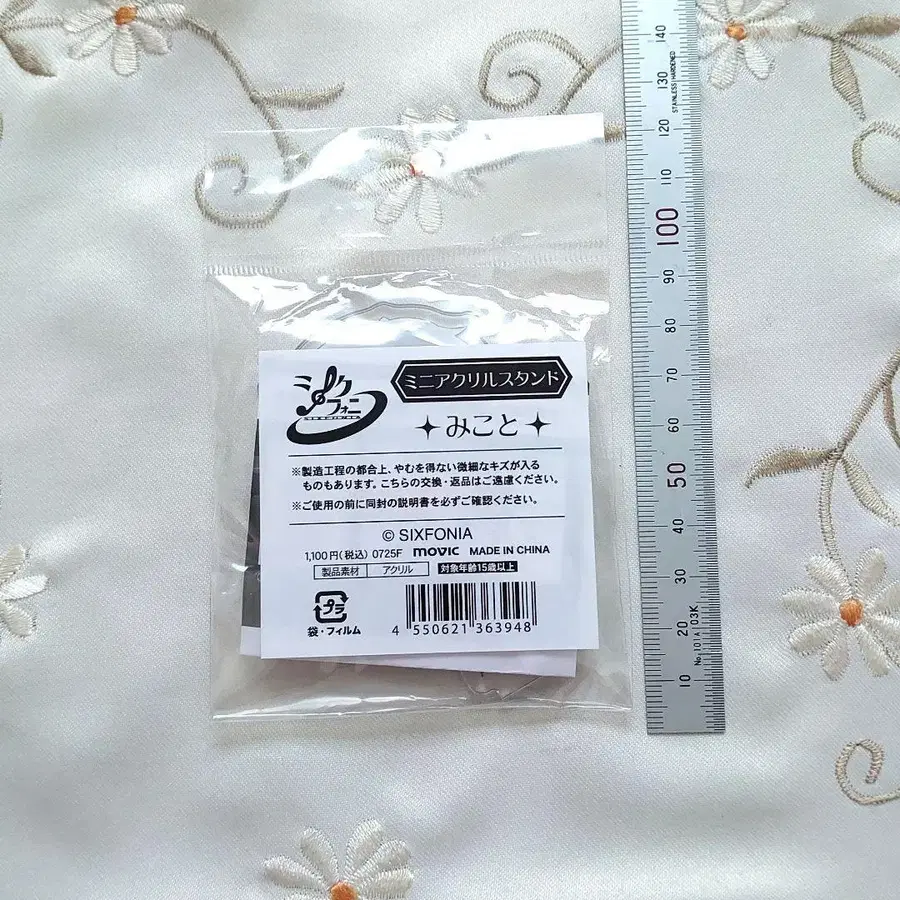 シクフォニ
ミニアクリルスタンド
みこと
※製造工程の都合上、やむを得ない微細なキズが入る
ものもあります。こちらの交換・返品はご遠慮ください。
※ご使用の前に同封の説明書を必ずご確認ください。
© SIXFONIA
1,100円(税込) 0725F movic MADE IN CHINA
製品素材 アクリル 対象年齢15歳以上
プラ
袋・フィルム
4 550621 363948
140
130
STAINLESS HARDENED
120
110
100
90
80
70
60
50
40
30
20
No.101A 03K
10